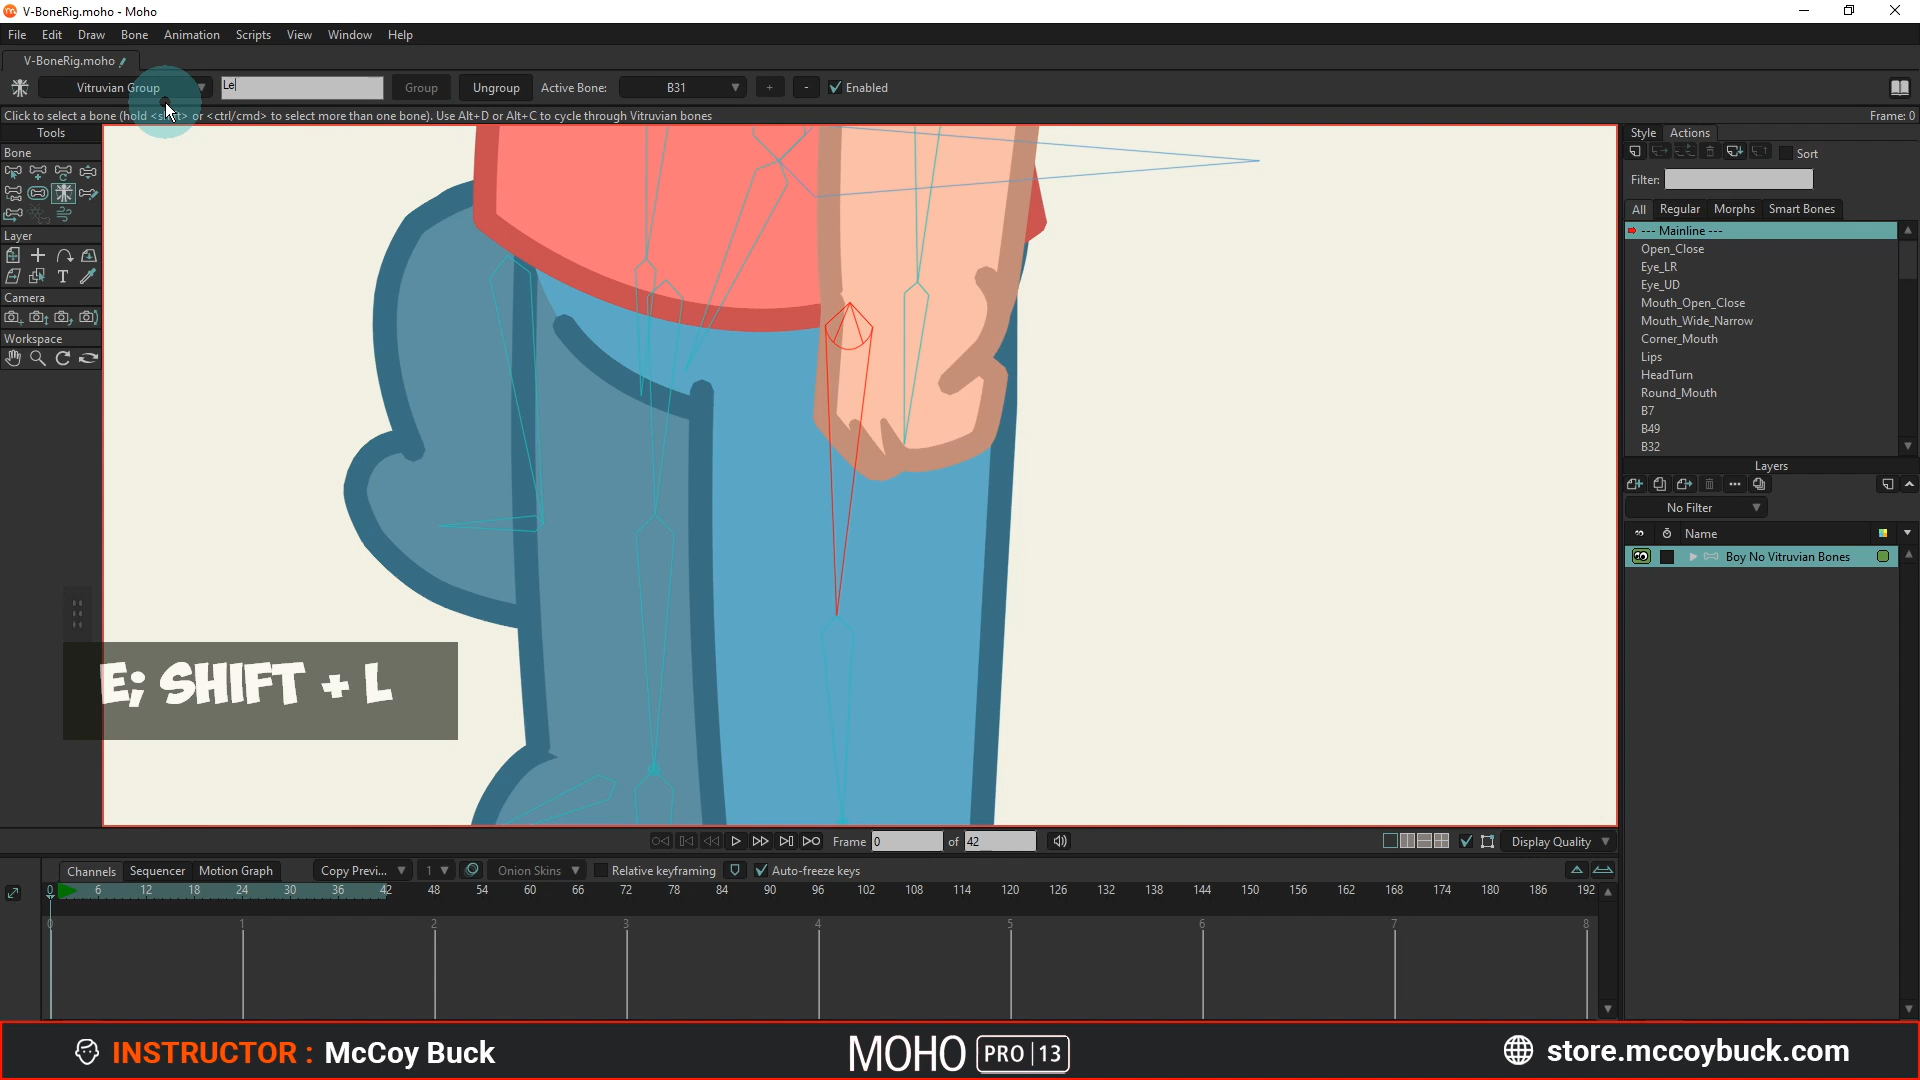 V-BoneRig.moho - Moho
File Edit Draw Bone Animation Scripts View Window Help
V-BoneRig.moho
Vitruvian Group Le Group Ungroup Active Bone: B31 + - Enabled
Click to select a bone (hold <shift> or <ctrl/cmd> to select more than one bone). Use Alt+D or Alt+C to cycle through Vitruvian bones) Frame: 0
Tools
Bone
Layer
T
Camera
Workspace
Style Actions
Sort
Filter:
All Regular Morphs Smart Bones
--- Mainline ---
Open_Close
Eye_LR
Eye_UD
Mouth_Open_Close
Mouth_Wide_Narrow
Corner_Mouth
Lips
HeadTurn
Round_Mouth
B7
B49
B32
Layers
No Filter
Name
Boy No Vitruvian Bones
E; SHIFT + L
Frame 0 of 42 Display Quality
Channels Sequencer Motion Graph Copy Previ... 1 Onion Skins Relative keyframing Auto-freeze keys
0 6 12 18 24 30 36 42 48 54 60 66 72 78 84 90 96 102 108 114 120 126 132 138 144 150 156 162 168 174 180 186 192
0 1 2 3 4 5 6 7 8
INSTRUCTOR : McCoy Buck MOHO PRO 13 store.mccoybuck.com